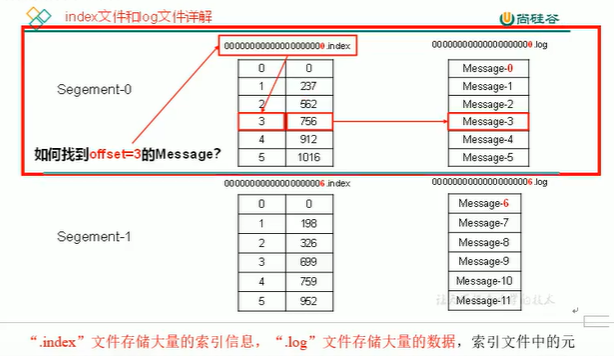 index文件和log文件详解
尚硅谷
00000000000000000000.index
00000000000000000000.log
Segement-0
0 0
1 237
2 562
3 756
4 912
5 1016
Message-0
Message-1
Message-2
Message-3
Message-4
Message-5
如何找到offset=3的Message?
00000000000000000006.index
00000000000000000006.log
Segement-1
0 0
1 198
2 326
3 699
4 759
5 952
Message-6
Message-7
Message-8
Message-9
Message-10
Message-11
“.index”文件存储大量的索引信息，“.log”文件存储大量的数据，索引文件中的元